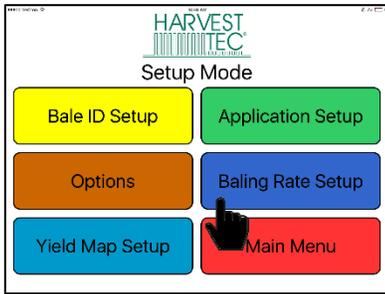 HARVEST
TEC
Setup Mode
Bale ID Setup
Application Setup
Options
Baling Rate Setup
Yield Map Setup
Main Menu